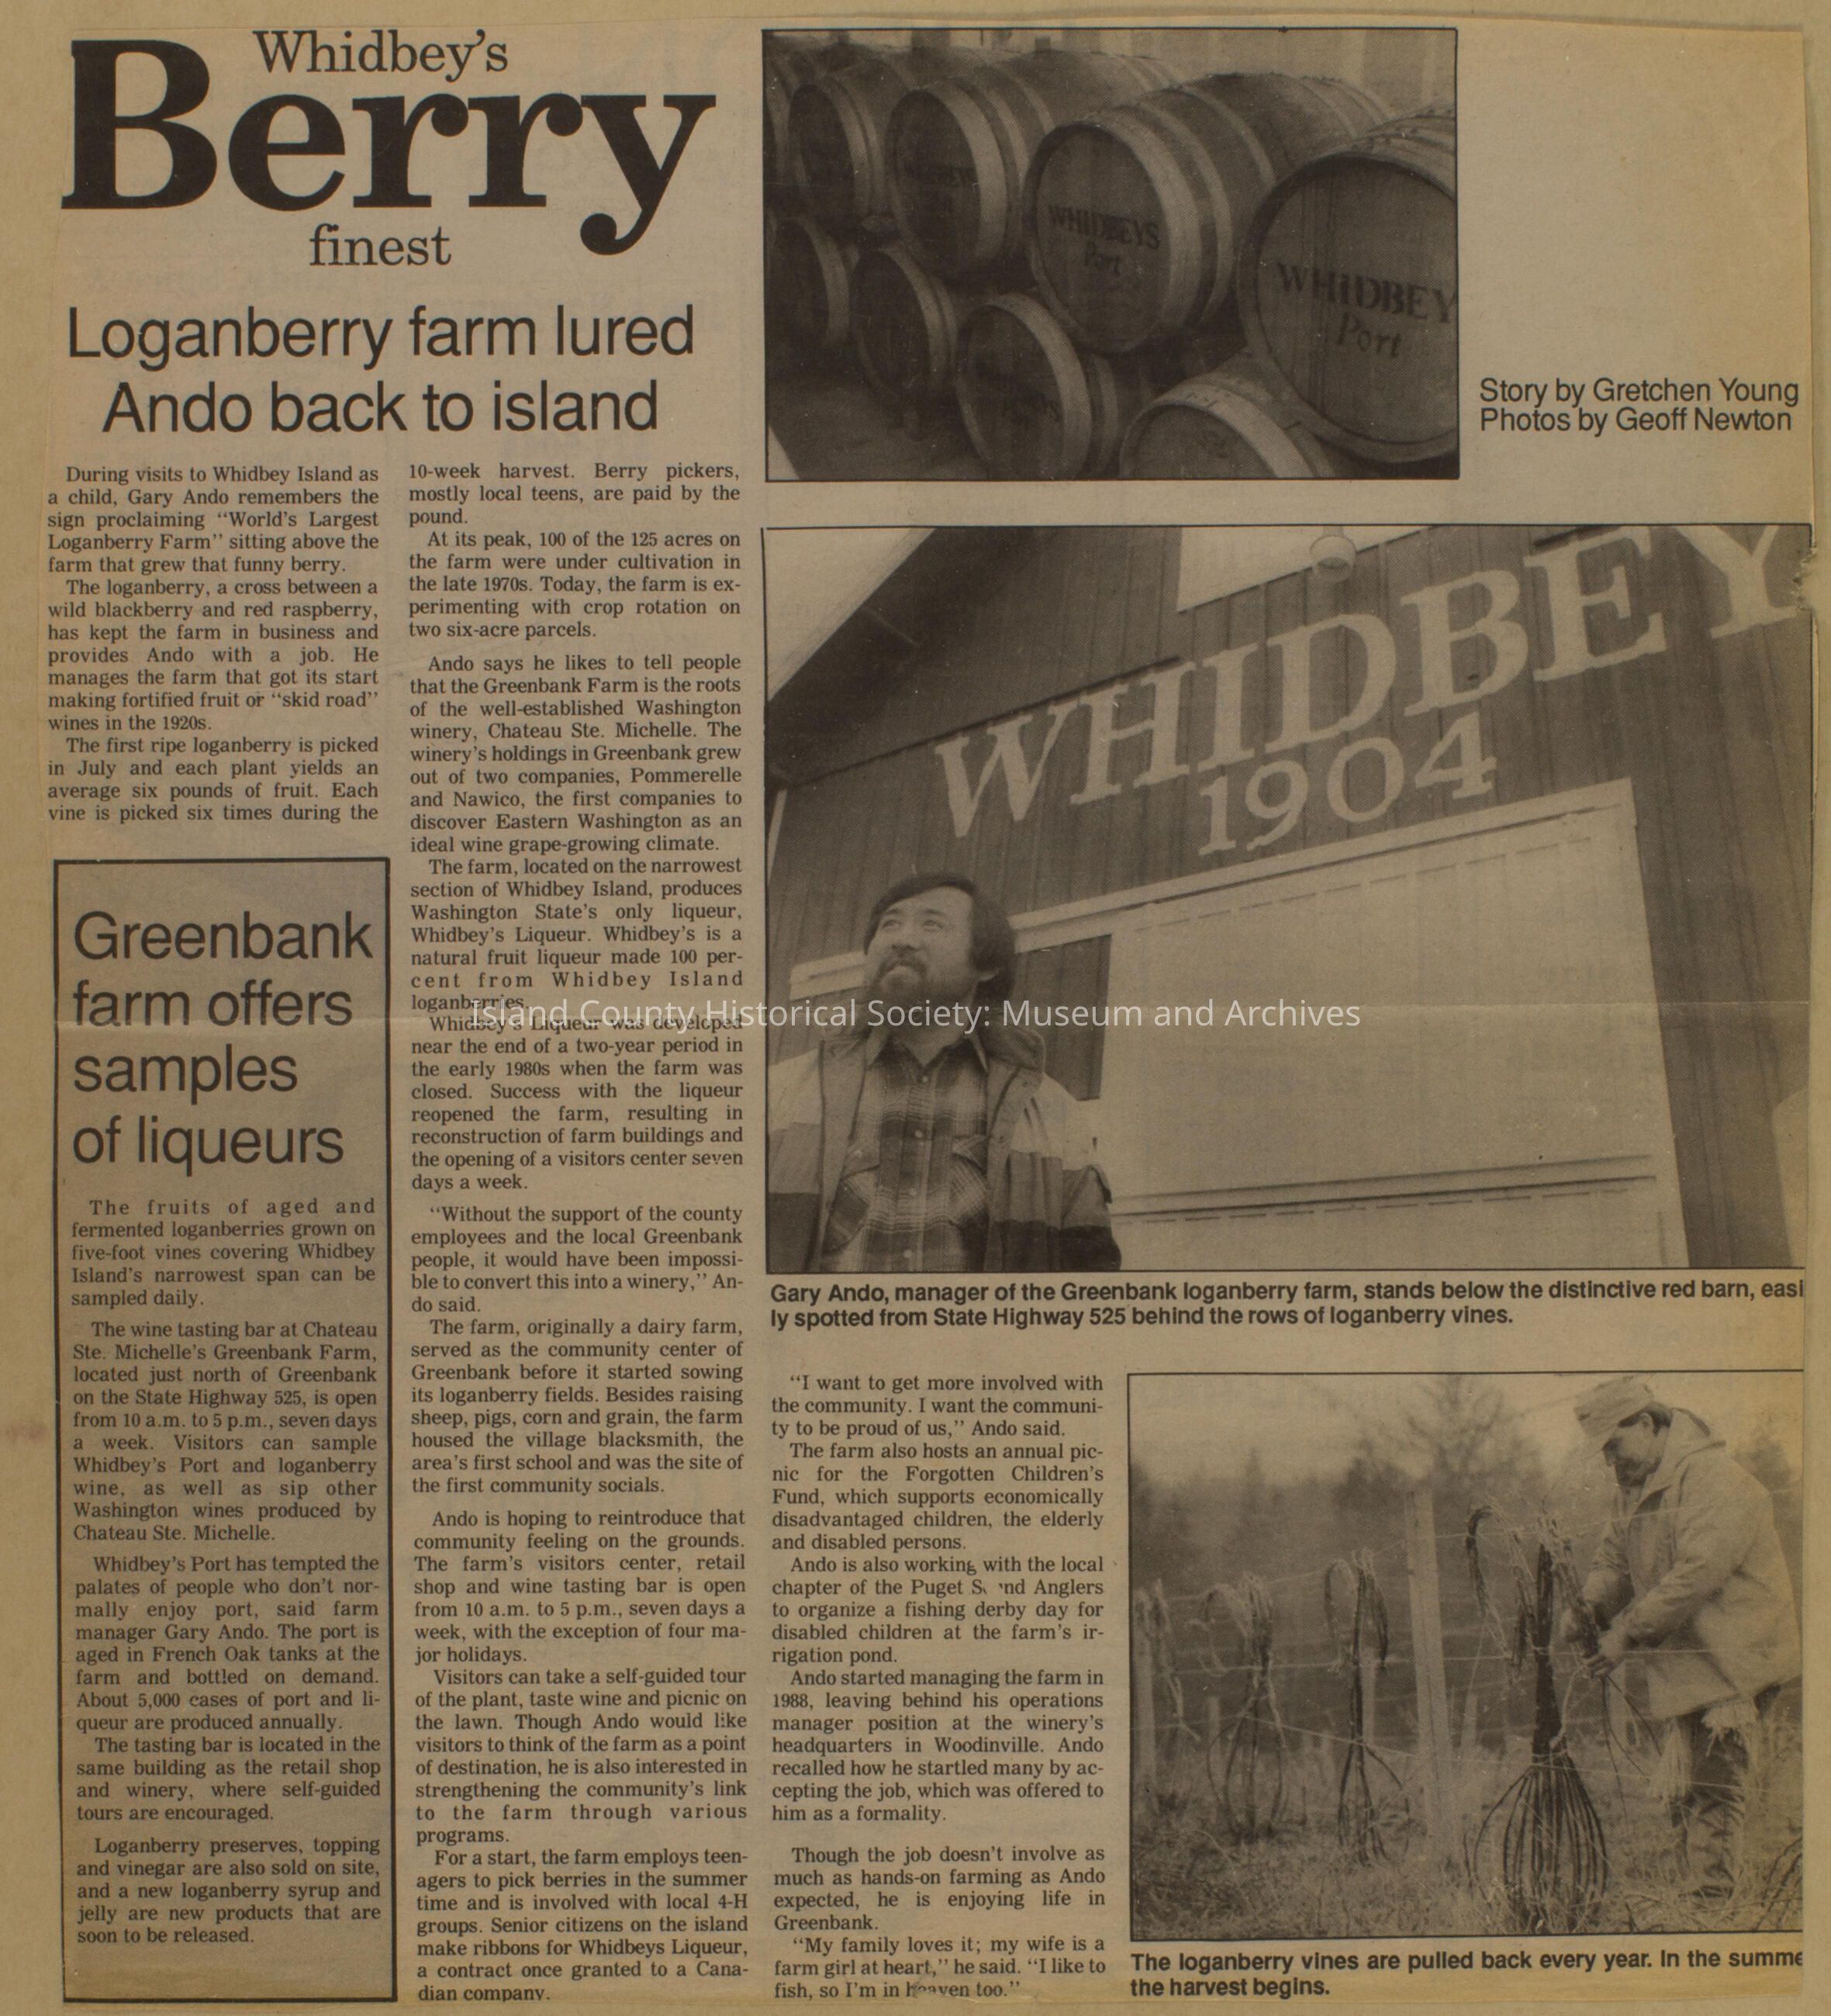 Whidbey's
Berry
finest
Loganberry farm lured
Ando back to island
During visits to Whidbey Island as
a child, Gary Ando remembers the
sign proclaiming "World's Largest
Loganberry Farm" sitting above the
farm that grew that funny berry.
The loganberry, a cross between a
wild blackberry and red raspberry,
has kept the farm in business and
provides Ando with a job. He
manages the farm that got its start
making fortified fruit or "skid road"
wines in the 1920s.
The first ripe loganberry is picked
in July and each plant yields an
average six pounds of fruit. Each
vine is picked six times during the
10-week harvest. Berry pickers,
mostly local teens, are paid by the
pound.
At its peak, 100 of the 125 acres on
the farm were under cultivation in
the late 1970s. Today, the farm is ex-
perimenting with crop rotation on
two six-acre parcels.
Ando says he likes to tell people
that the Greenbank Farm is the roots
of the well-established Washington
winery, Chateau Ste. Michelle. The
winery's holdings in Greenbank grew
out of two companies, Pommerelle
and Nawico, the first companies to
discover Eastern Washington as an
ideal wine grape-growing climate.
The farm, located on the narrowest
section of Whidbey Island, produces
Washington State's only liqueur,
Whidbey's Liqueur. Whidbey's is a
natural fruit liqueur made 100 per-
cent from Whidbey Island
loganberries.
Whidbey's Liqueur was developed
near the end of a two-year period in
the early 1980s when the farm was
closed. Success with the liqueur
reopened the farm, resulting in
reconstruction of farm buildings and
the opening of a visitors center seven
days a week.
"Without the support of the county
employees and the local Greenbank
people, it would have been impossi-
ble to convert this into a winery," An-
do said.
The farm, originally a dairy farm,
served as the community center of
Greenbank before it started sowing
its loganberry fields. Besides raising
sheep, pigs, corn and grain, the farm
housed the village blacksmith, the
area's first school and was the site of
the first community socials.
Ando is hoping to reintroduce that
community feeling on the grounds.
The farm's visitors center, retail
shop and wine tasting bar is open
from 10 a.m. to 5 p.m., seven days a
week, with the exception of four ma-
jor holidays.
Visitors can take a self-guided tour
of the plant, taste wine and picnic on
the lawn. Though Ando would like
visitors to think of the farm as a point
of destination, he is also interested in
strengthening the community's link
to the farm through various
programs.
For a start, the farm employs teen-
agers to pick berries in the summer
time and is involved with local 4-H
groups. Senior citizens on the island
make ribbons for Whidbeys Liqueur,
a contract once granted to a Cana-
dian company.
"I want to get more involved with
the community. I want the communi-
ty to be proud of us," Ando said.
The farm also hosts an annual pic-
nic for the Forgotten Children's
Fund, which supports economically
disadvantaged children, the elderly
and disabled persons.
Ando is also working with the local
chapter of the Puget Anglers
to organize a fishing derby day for
disabled children at the farm's ir-
rigation pond.
Ando started managing the farm in
1988, leaving behind his operations
manager position at the winery's
headquarters in Woodinville. Ando
recalled how he startled many by ac-
cepting the job, which was offered to
him as a formality.
Though the job doesn't involve as
much as hands-on farming as Ando
expected, he is enjoying life in
Greenbank.
"My family loves it; my wife is a
farm girl at heart," he said. "I like to
fish, so I'm in heaven too."
Greenbank
farm offers
samples
of liqueurs
The fruits of aged and
fermented loganberries grown on
five-foot vines covering Whidbey
Island's narrowest span can be
sampled daily.
The wine tasting bar at Chateau
Ste. Michelle's Greenbank Farm,
located just north of Greenbank
on the State Highway 525, is open
from 10 a.m. to 5 p.m., seven days
a week. Visitors can sample
Whidbey's Port and loganberry
wine, as well as sip other
Washington wines produced by
Chateau Ste. Michelle.
Whidbey's Port has tempted the
palates of people who don't nor-
mally enjoy port, said farm
manager Gary Ando. The port is
aged in French Oak tanks at the
farm and bottled on demand.
About 5,000 cases of port and li-
queur are produced annually.
The tasting bar is located in the
same building as the retail shop
and winery, where self-guided
tours are encouraged.
Loganberry preserves, topping
and vinegar are also sold on site,
and a new loganberry syrup and
jelly are new products that are
soon to be released.
WHIDBEYS
Port
WHIDBEY
Port
Story by Gretchen Young
Photos by Geoff Newton
WHIDBEY
1904
Gary Ando, manager of the Greenbank loganberry farm, stands below the distinctive red barn, easi
ly spotted from State Highway 525 behind the rows of loganberry vines.
The loganberry vines are pulled back every year. In the summe
the harvest begins.
Island County Historical Society: Museum and Archives